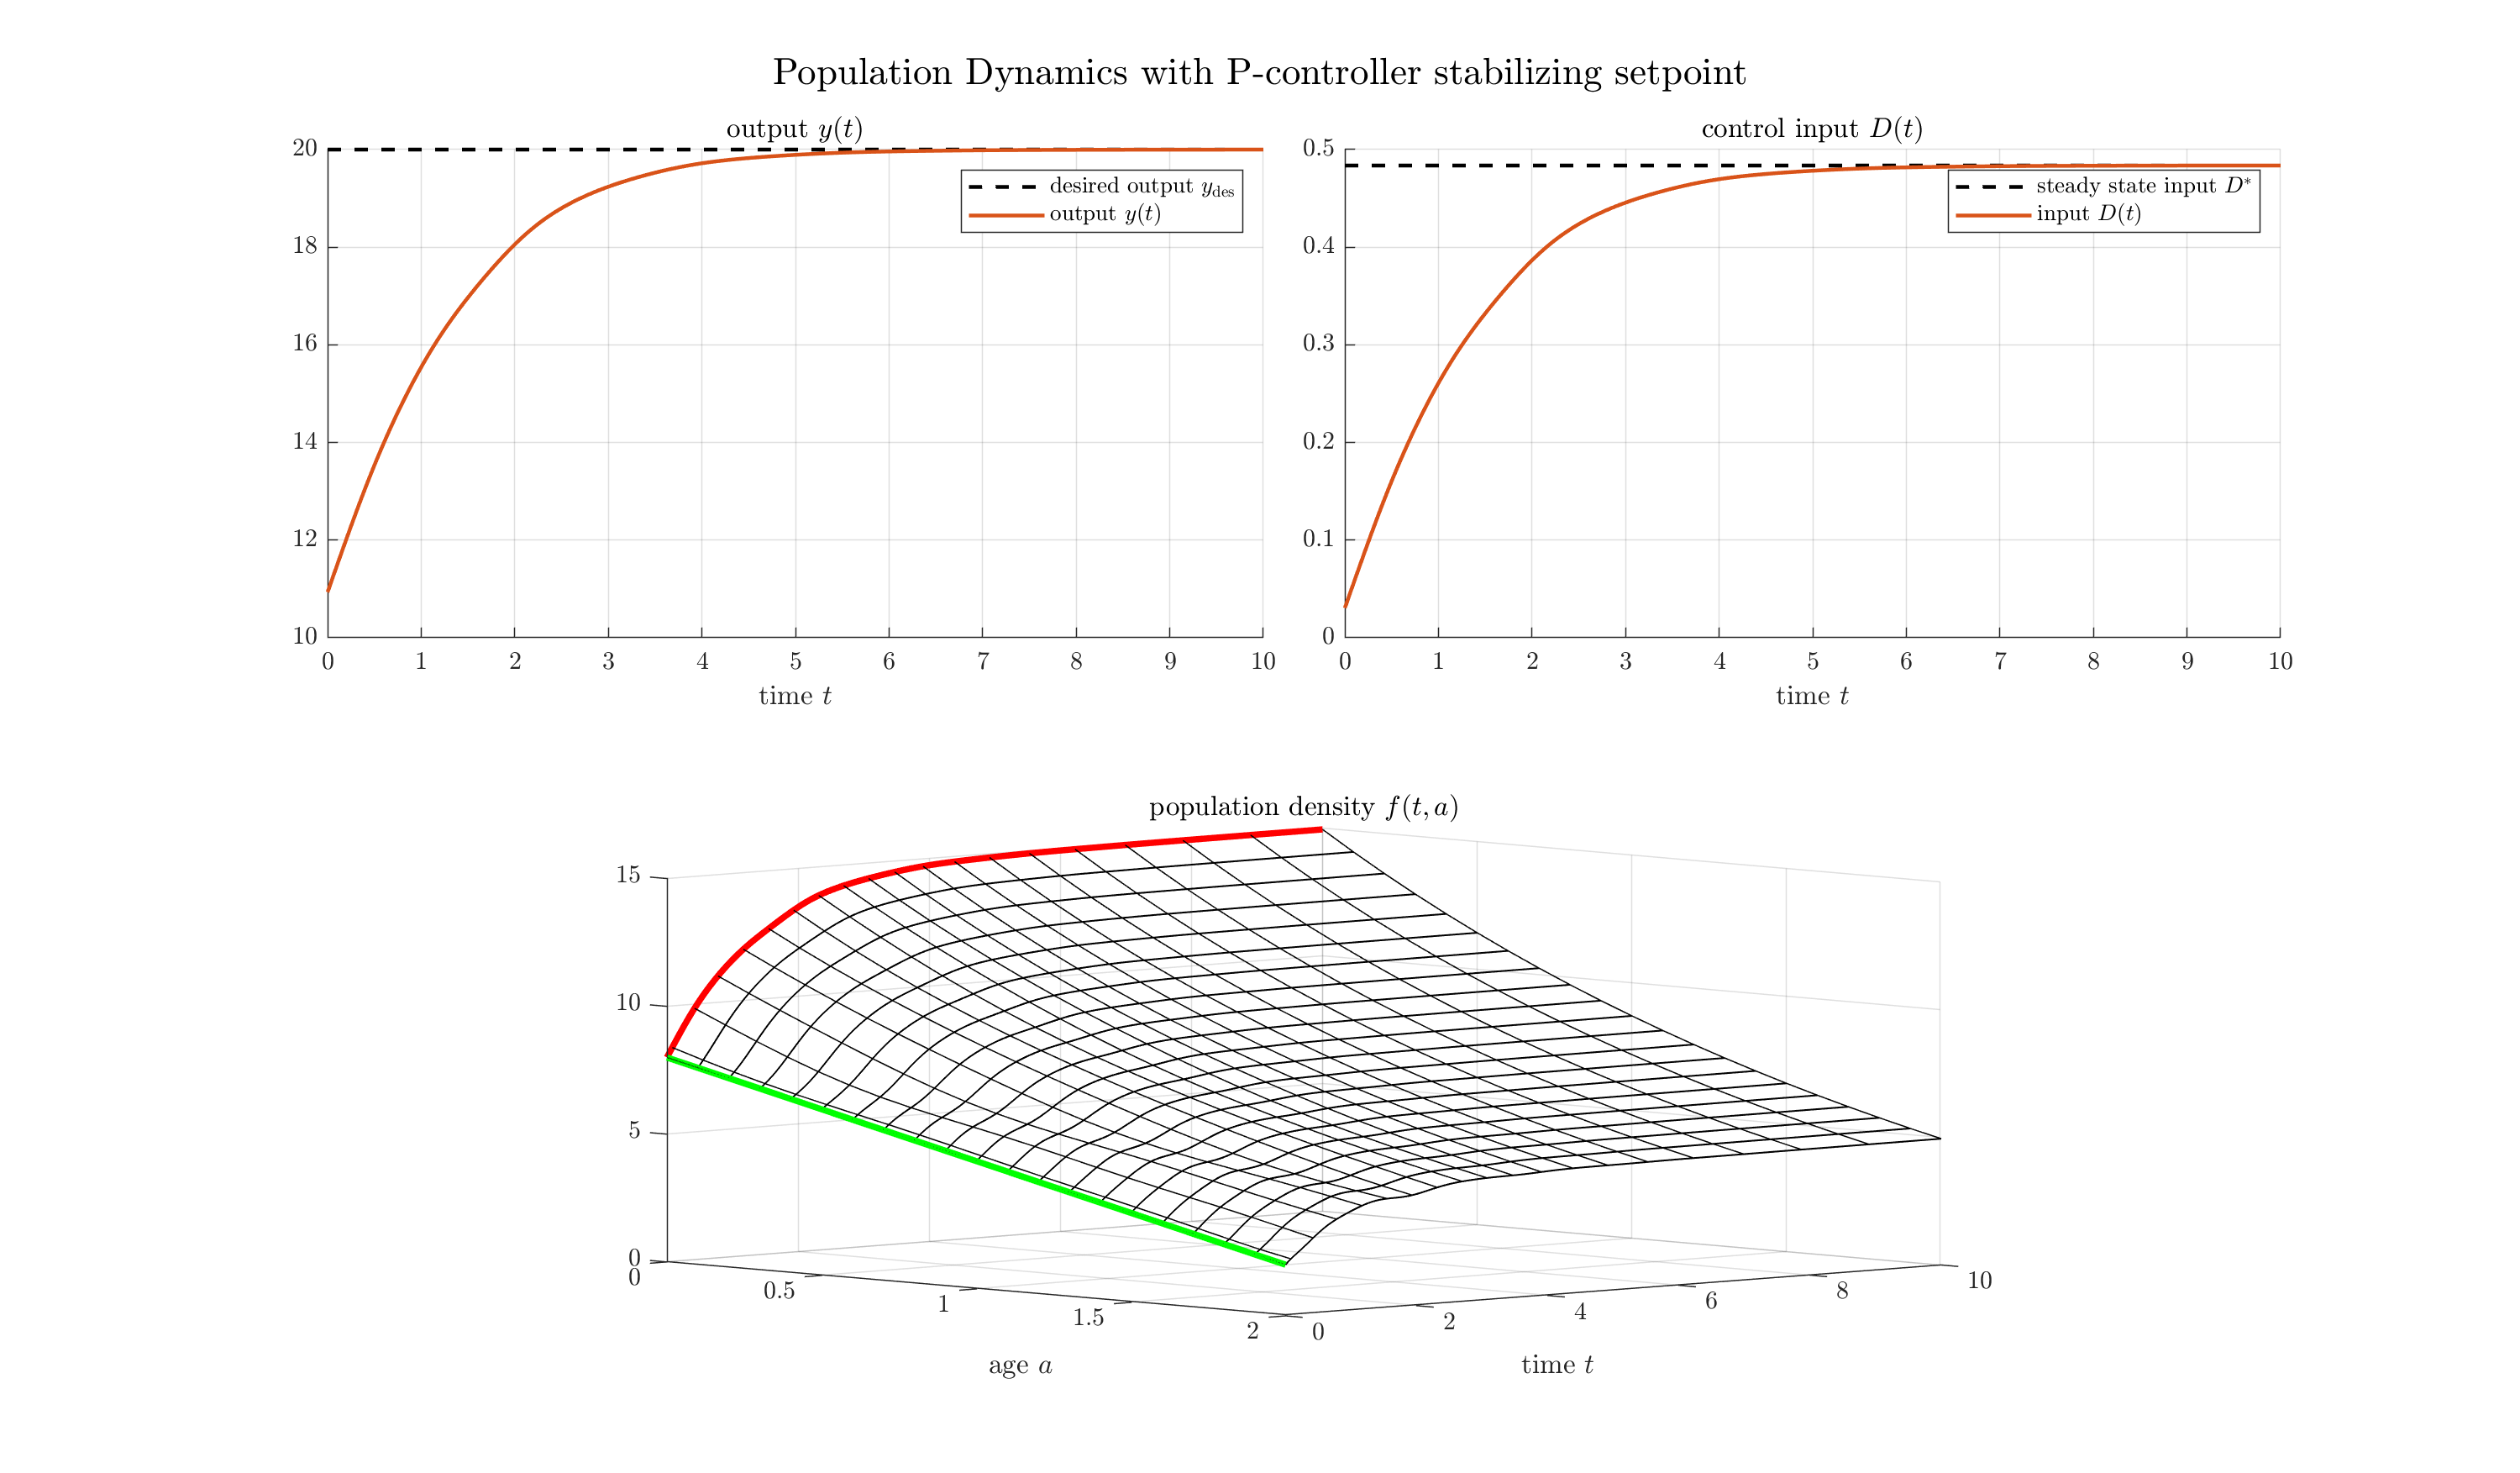 Population Dynamics with P-controller stabilizing setpoint
output y(t)
20
18
16
14
12
10
desired output y_des
output y(t)
0 1 2 3 4 5 6 7 8 9 10
time t
control input D(t)
0.5
0.4
0.3
0.2
0.1
0
steady state input D*
input D(t)
0 1 2 3 4 5 6 7 8 9 10
time t
population density f(t, a)
15
10
5
0
0 0.5 1 1.5 2
age a
0 2 4 6 8 10
time t